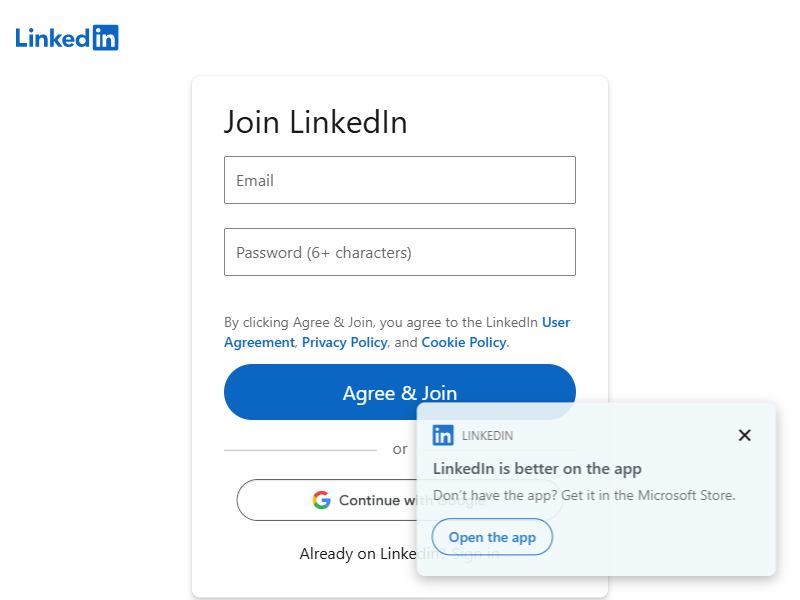 Linkedin
Join LinkedIn
Email
Password (6+ characters)
By clicking Agree & Join, you agree to the LinkedIn User
Agreement, Privacy Policy, and Cookie Policy.
Agree & Join
or
Continue with Google
Already on Linkedin? Sign in
in LINKEDIN
LinkedIn is better on the app
Don't have the app? Get it in the Microsoft Store.
Open the app